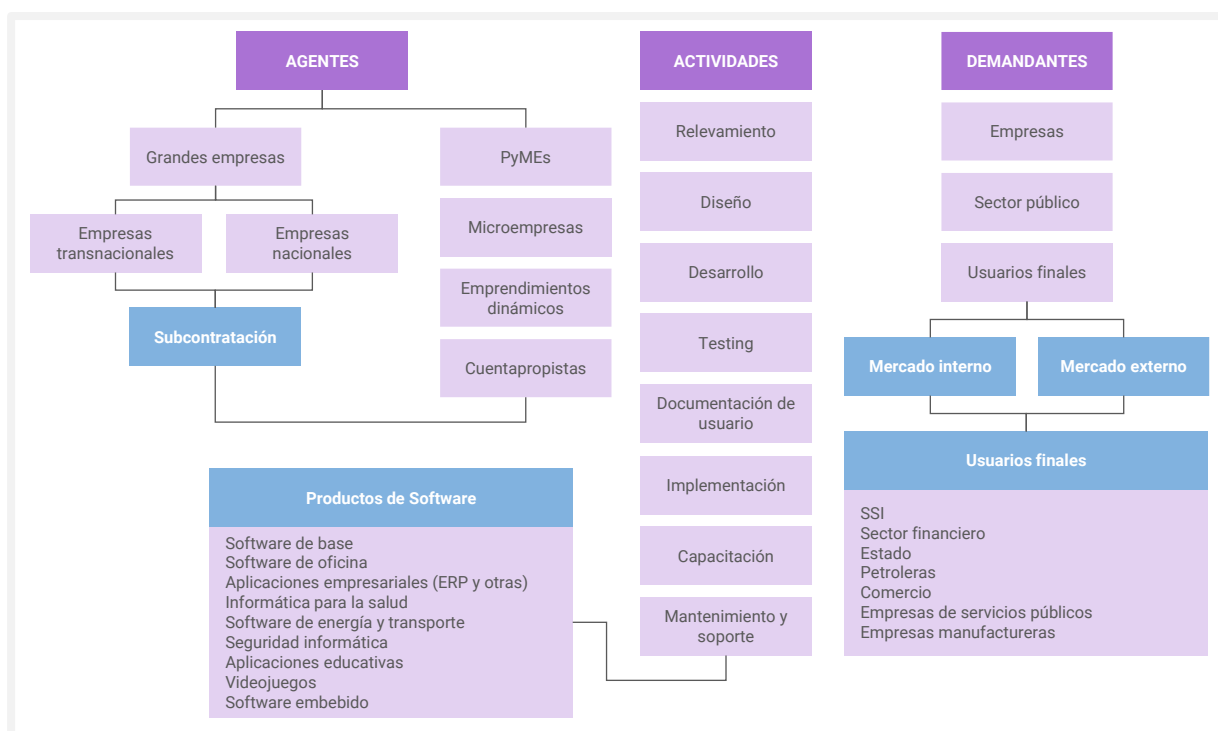 AGENTES
Grandes empresas
PyMEs
Empresas
transnacionales
Empresas
nacionales
Microempresas
Emprendimientos
dinámicos
Subcontratación
Cuentapropistas
Productos de Software
Software de base
Software de oficina
Aplicaciones empresariales (ERP y otras)
Informática para la salud
Software de energía y transporte
Seguridad informática
Aplicaciones educativas
Videojuegos
Software embebido
ACTIVIDADES
Relevamiento
Diseño
Desarrollo
Testing
Documentación de
usuario
Implementación
Capacitación
Mantenimiento y
soporte
DEMANDANTES
Empresas
Sector público
Usuarios finales
Mercado interno
Mercado externo
Usuarios finales
SSI
Sector financiero
Estado
Petroleras
Comercio
Empresas de servicios públicos
Empresas manufactureras